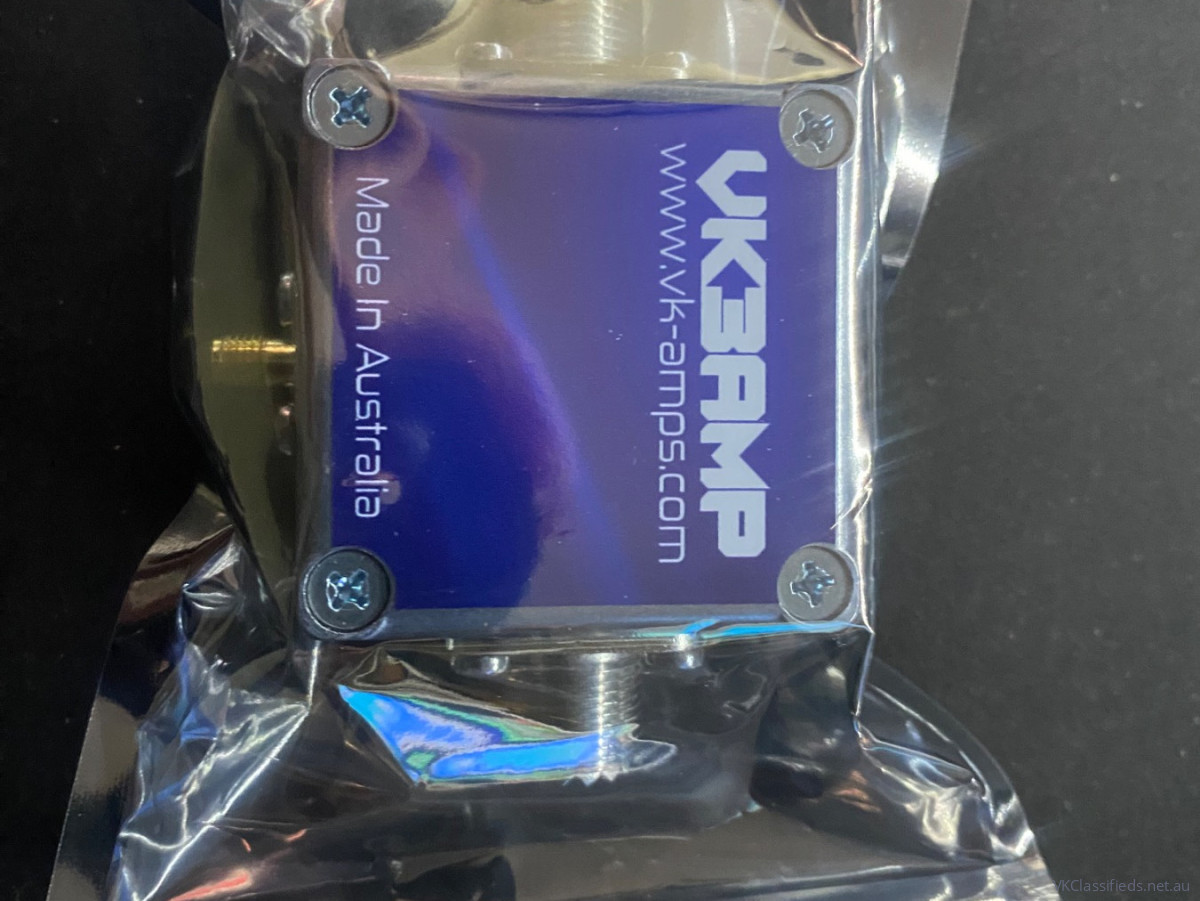 VK3AMP
www.vk-amps.com
Made In Australia
VKClassifieds.net.au